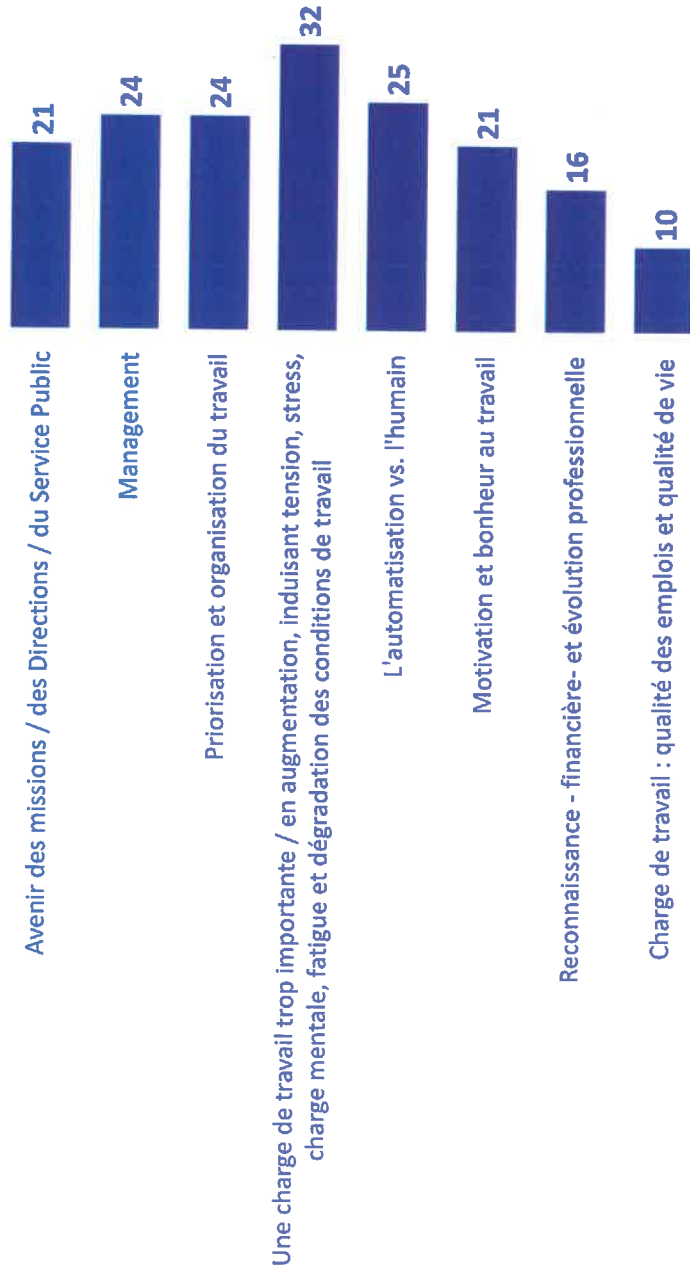 Avenir des missions / des Directions / du Service Public
21
Management
24
Priorisation et organisation du travail
24
Une charge de travail trop importante / en augmentation, induisant tension, stress,
charge mentale, fatigue et dégradation des conditions de travail
32
L'automatisation vs. l'humain
25
Motivation et bonheur au travail
21
Reconnaissance - financière- et évolution professionnelle
16
Charge de travail : qualité des emplois et qualité de vie
10